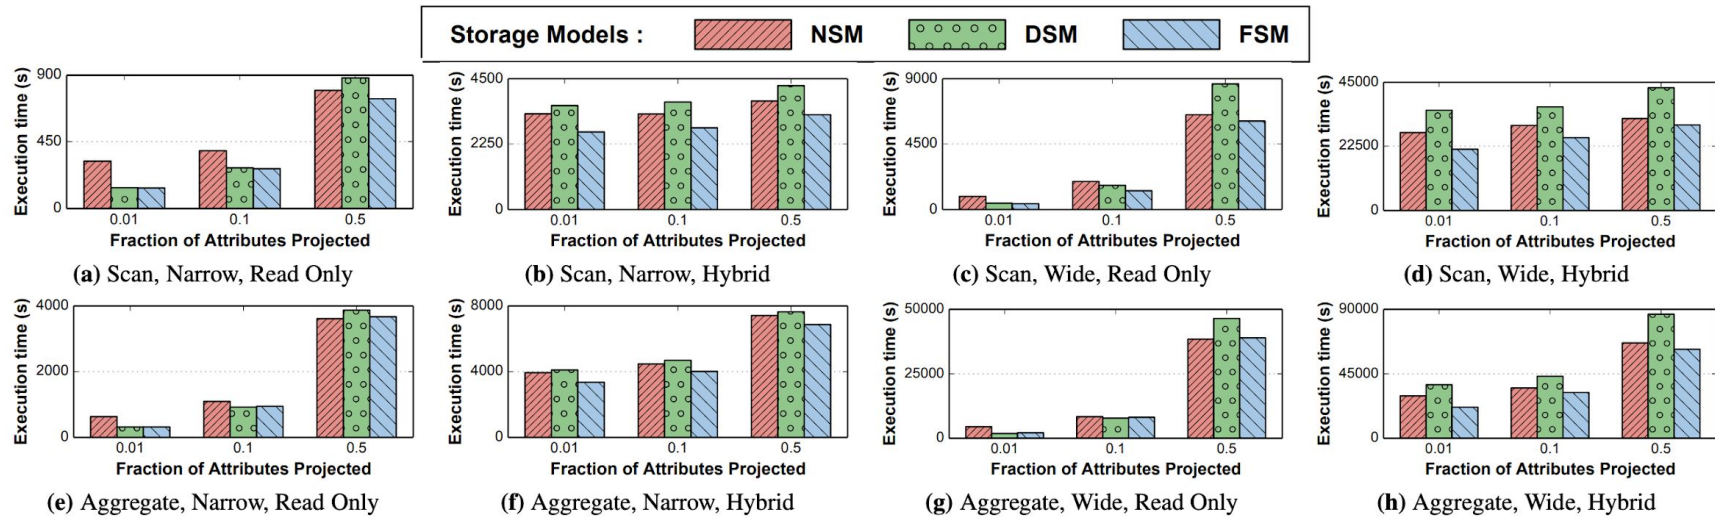 Storage Models : NSM DSM FSM
Execution time (s)
900
450
0
0.01 0.1 0.5
Fraction of Attributes Projected
(a) Scan, Narrow, Read Only
Execution time (s)
4500
2250
0
0.01 0.1 0.5
Fraction of Attributes Projected
(b) Scan, Narrow, Hybrid
Execution time (s)
9000
4500
0
0.01 0.1 0.5
Fraction of Attributes Projected
(c) Scan, Wide, Read Only
Execution time (s)
45000
22500
0
0.01 0.1 0.5
Fraction of Attributes Projected
(d) Scan, Wide, Hybrid
Execution time (s)
4000
2000
0
0.01 0.1 0.5
Fraction of Attributes Projected
(e) Aggregate, Narrow, Read Only
Execution time (s)
8000
4000
0
0.01 0.1 0.5
Fraction of Attributes Projected
(f) Aggregate, Narrow, Hybrid
Execution time (s)
50000
25000
0
0.01 0.1 0.5
Fraction of Attributes Projected
(g) Aggregate, Wide, Read Only
Execution time (s)
90000
45000
0
0.01 0.1 0.5
Fraction of Attributes Projected
(h) Aggregate, Wide, Hybrid